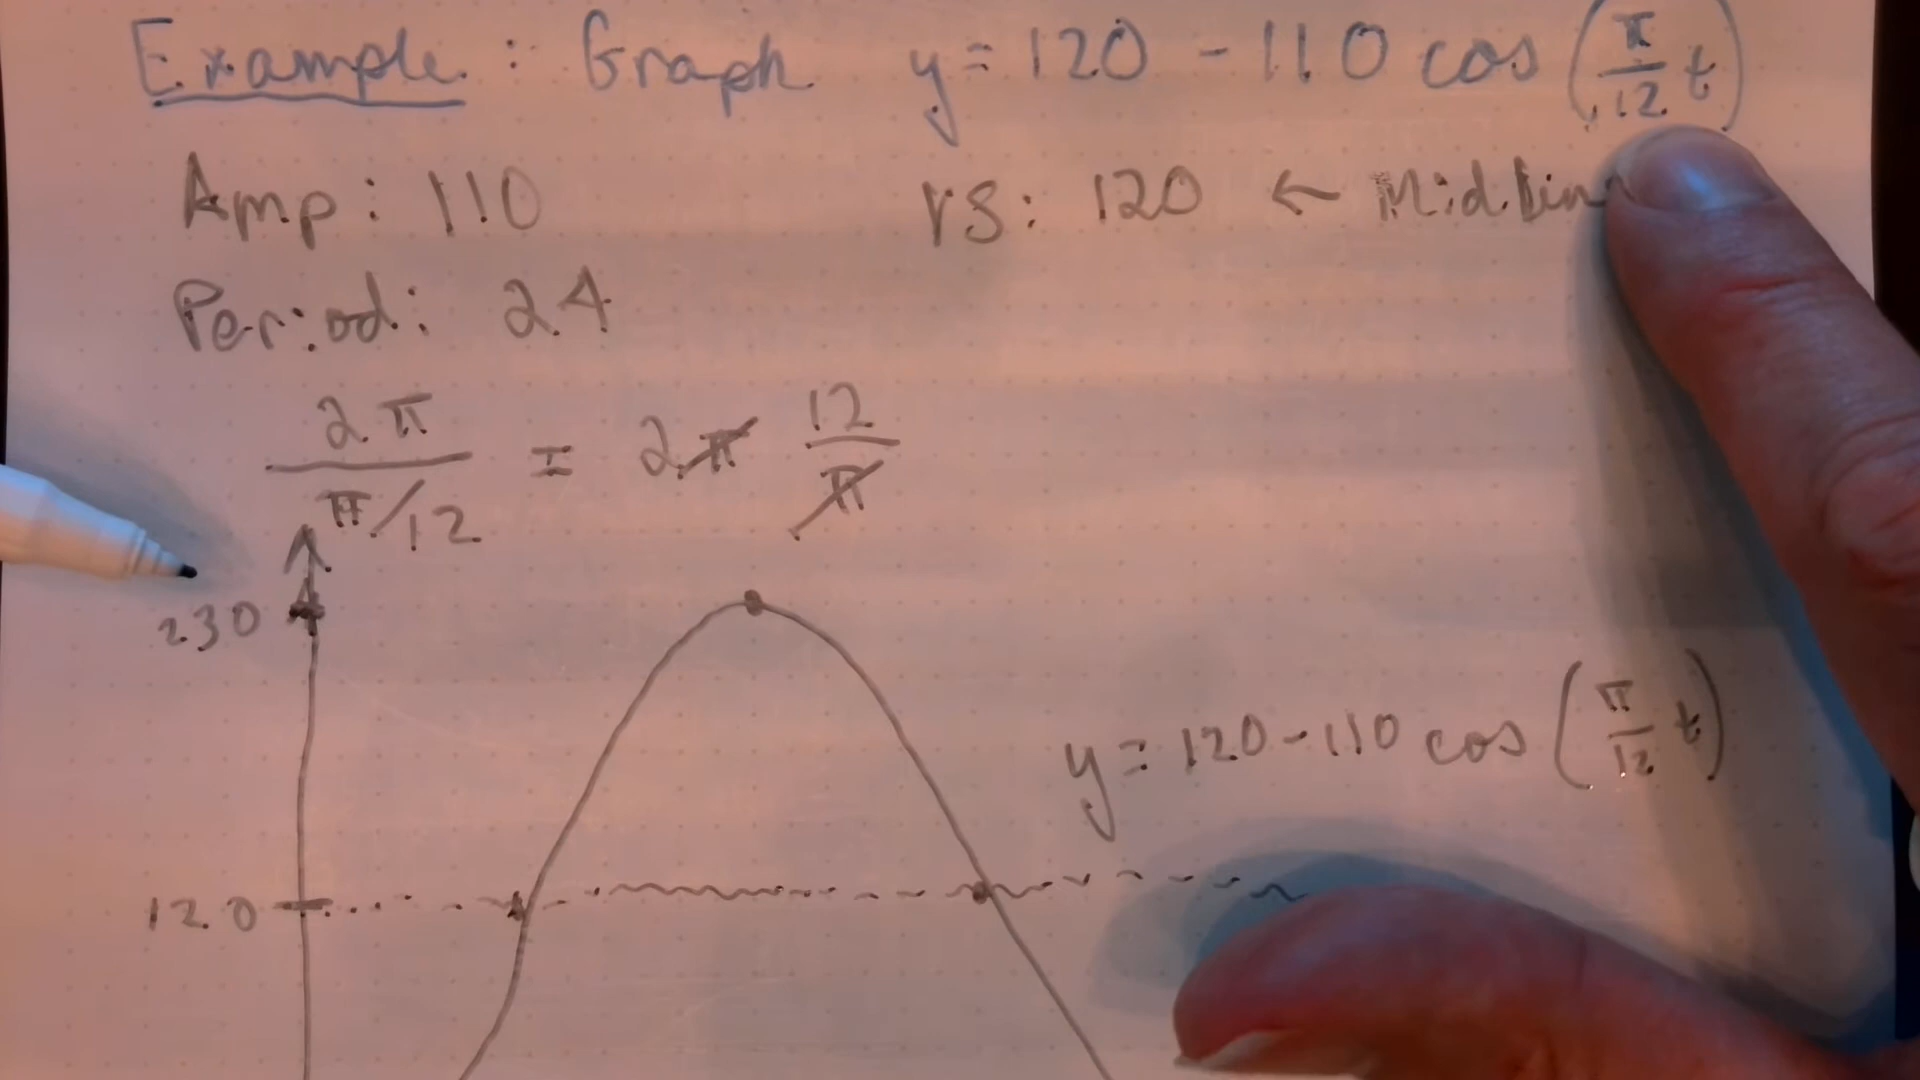 Example: Graph y = 120 - 110 cos (π/12 t)
Amp: 110 vs: 120 ← Midlin
Period: 24
2π / π/12 = 2π 12/π
230
y = 120 - 110 cos (π/12 t)
120